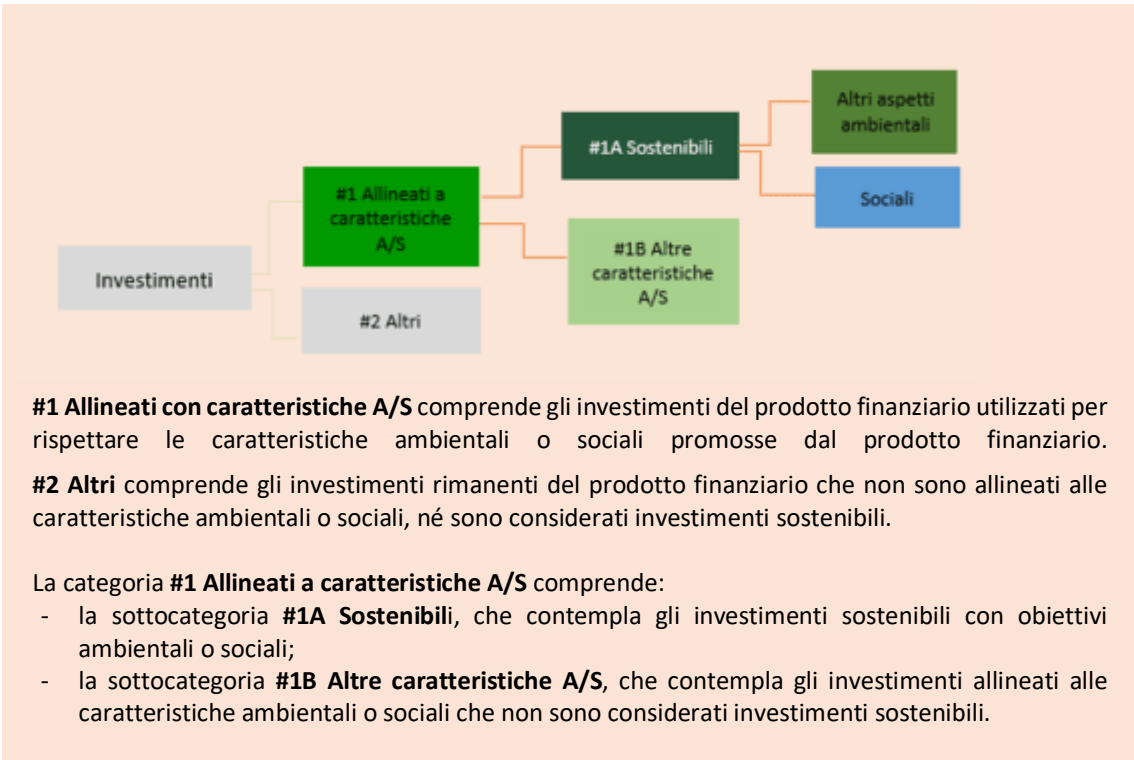 Altri aspetti
ambientali
#1A Sostenibili
#1 Allineati a
caratteristiche
A/S
Sociali
#1B Altre
caratteristiche
A/S
Investimenti
#2 Altri
#1 Allineati con caratteristiche A/S comprende gli investimenti del prodotto finanziario utilizzati per
rispettare le caratteristiche ambientali o sociali promosse dal prodotto finanziario.
#2 Altri comprende gli investimenti rimanenti del prodotto finanziario che non sono allineati alle
caratteristiche ambientali o sociali, né sono considerati investimenti sostenibili.
La categoria #1 Allineati a caratteristiche A/S comprende:
- la sottocategoria #1A Sostenibili, che contempla gli investimenti sostenibili con obiettivi
ambientali o sociali;
- la sottocategoria #1B Altre caratteristiche A/S, che contempla gli investimenti allineati alle
caratteristiche ambientali o sociali che non sono considerati investimenti sostenibili.